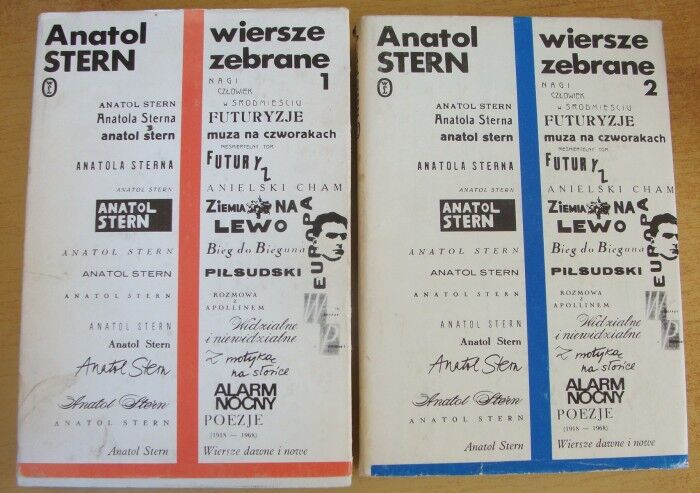 Anatol
STERN
wiersze
zebrane
1
ANATOL STERN
Anatola Sterna
anatol stern
ANATOLA STERNA
ANATOL STERN
ANATOL
STERN
ANATOL STERN
ANATOL STERN
ANATOL STERN
ANATOL STERN
Anatol Stern
Anatol Stern
Anatol Stern
ANATOL STERN
Anatol Stern
NAGI
CZŁOWIEK
w ŚRÓDMIEŚCIU
FUTURYZJE
muza na czworakach
NIEŚMIERTELNY TOM
FUTURYZ
ANIELSKI CHAM
ZIEMIA NA
LEWO
EUROPA
Bieg do Bieguna
PIŁSUDSKI
ROZMOWA
z
APOLLINEM
Widzialne
i niewidzialne
Z motyką
na słońce
ALARM
NOCNY
POEZJE
(1918 — 1968)
Wiersze dawne i nowe
Anatol
STERN
wiersze
zebrane
2
ANATOL STERN
Anatola Sterna
anatol stern
ANATOLA STERNA
ANATOL STERN
ANATOL
STERN
ANATOL STERN
ANATOL STERN
ANATOL STERN
ANATOL STERN
Anatol Stern
Anatol Stern
Anatol Stern
ANATOL STERN
Anatol Stern
NAGI
CZŁOWIEK
w ŚRÓDMIEŚCIU
FUTURYZJE
muza na czworakach
NIEŚMIERTELNY TOM
FUTURYZ
ANIELSKI CHAM
ZIEMIA NA
LEWO
EUROPA
Bieg do Bieguna
PIŁSUDSKI
ROZMOWA
z
APOLLINEM
Widzialne
i niewidzialne
Z motyką
na słońce
ALARM
NOCNY
POEZJE
(1918 — 1968)
Wiersze dawne i nowe